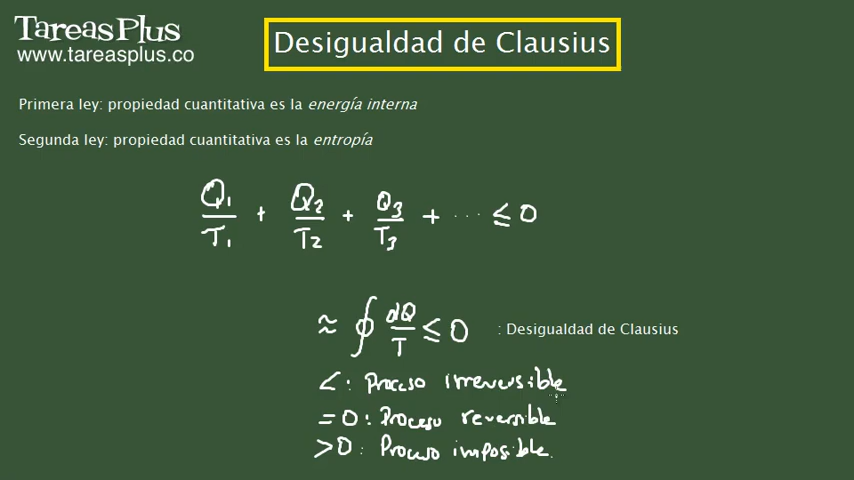 TareasPlus
www.tareasplus.co
Desigualdad de Clausius
Primera ley: propiedad cuantitativa es la energía interna
Segunda ley: propiedad cuantitativa es la entropía
Q₁/T₁ + Q₂/T₂ + Q₃/T₃ + ... ≤ 0
≈ ∮ dQ/T ≤ 0 : Desigualdad de Clausius
<: Proceso irreversible
= 0: Proceso reversible
>0: Proceso imposible.